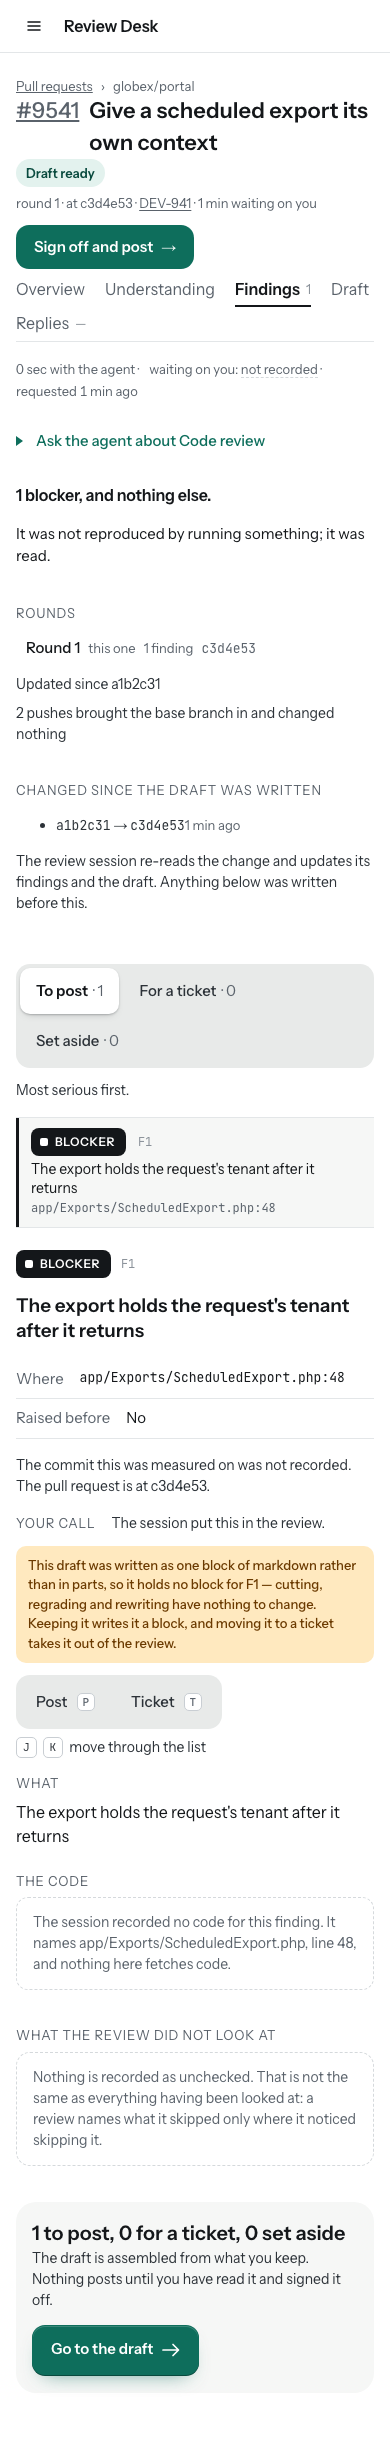 Review Desk
Pull requests › globex/portal
#9541 Give a scheduled export its
own context
Draft ready
round 1 · at c3d4e53 · DEV-941 · 1 min waiting on you
Sign off and post →
Overview Understanding Findings 1 Draft
Replies —
0 sec with the agent · waiting on you: not recorded ·
requested 1 min ago
Ask the agent about Code review
1 blocker, and nothing else.
It was not reproduced by running something; it was
read.
ROUNDS
Round 1 this one 1 finding c3d4e53
Updated since a1b2c31
2 pushes brought the base branch in and changed
nothing
CHANGED SINCE THE DRAFT WAS WRITTEN
• a1b2c31 → c3d4e53 1 min ago
The review session re-reads the change and updates its
findings and the draft. Anything below was written
before this.
To post · 1 For a ticket · 0
Set aside · 0
Most serious first.
BLOCKER F1
The export holds the request's tenant after it
returns
app/Exports/ScheduledExport.php:48
BLOCKER F1
The export holds the request's tenant
after it returns
Where app/Exports/ScheduledExport.php:48
Raised before No
The commit this was measured on was not recorded.
The pull request is at c3d4e53.
YOUR CALL The session put this in the review.
This draft was written as one block of markdown rather
than in parts, so it holds no block for F1 — cutting,
regrading and rewriting have nothing to change.
Keeping it writes it a block, and moving it to a ticket
takes it out of the review.
Post P Ticket T
J K move through the list
WHAT
The export holds the request's tenant after it
returns
THE CODE
The session recorded no code for this finding. It
names app/Exports/ScheduledExport.php, line 48,
and nothing here fetches code.
WHAT THE REVIEW DID NOT LOOK AT
Nothing is recorded as unchecked. That is not the
same as everything having been looked at: a
review names what it skipped only where it noticed
skipping it.
1 to post, 0 for a ticket, 0 set aside
The draft is assembled from what you keep.
Nothing posts until you have read it and signed it
off.
Go to the draft →